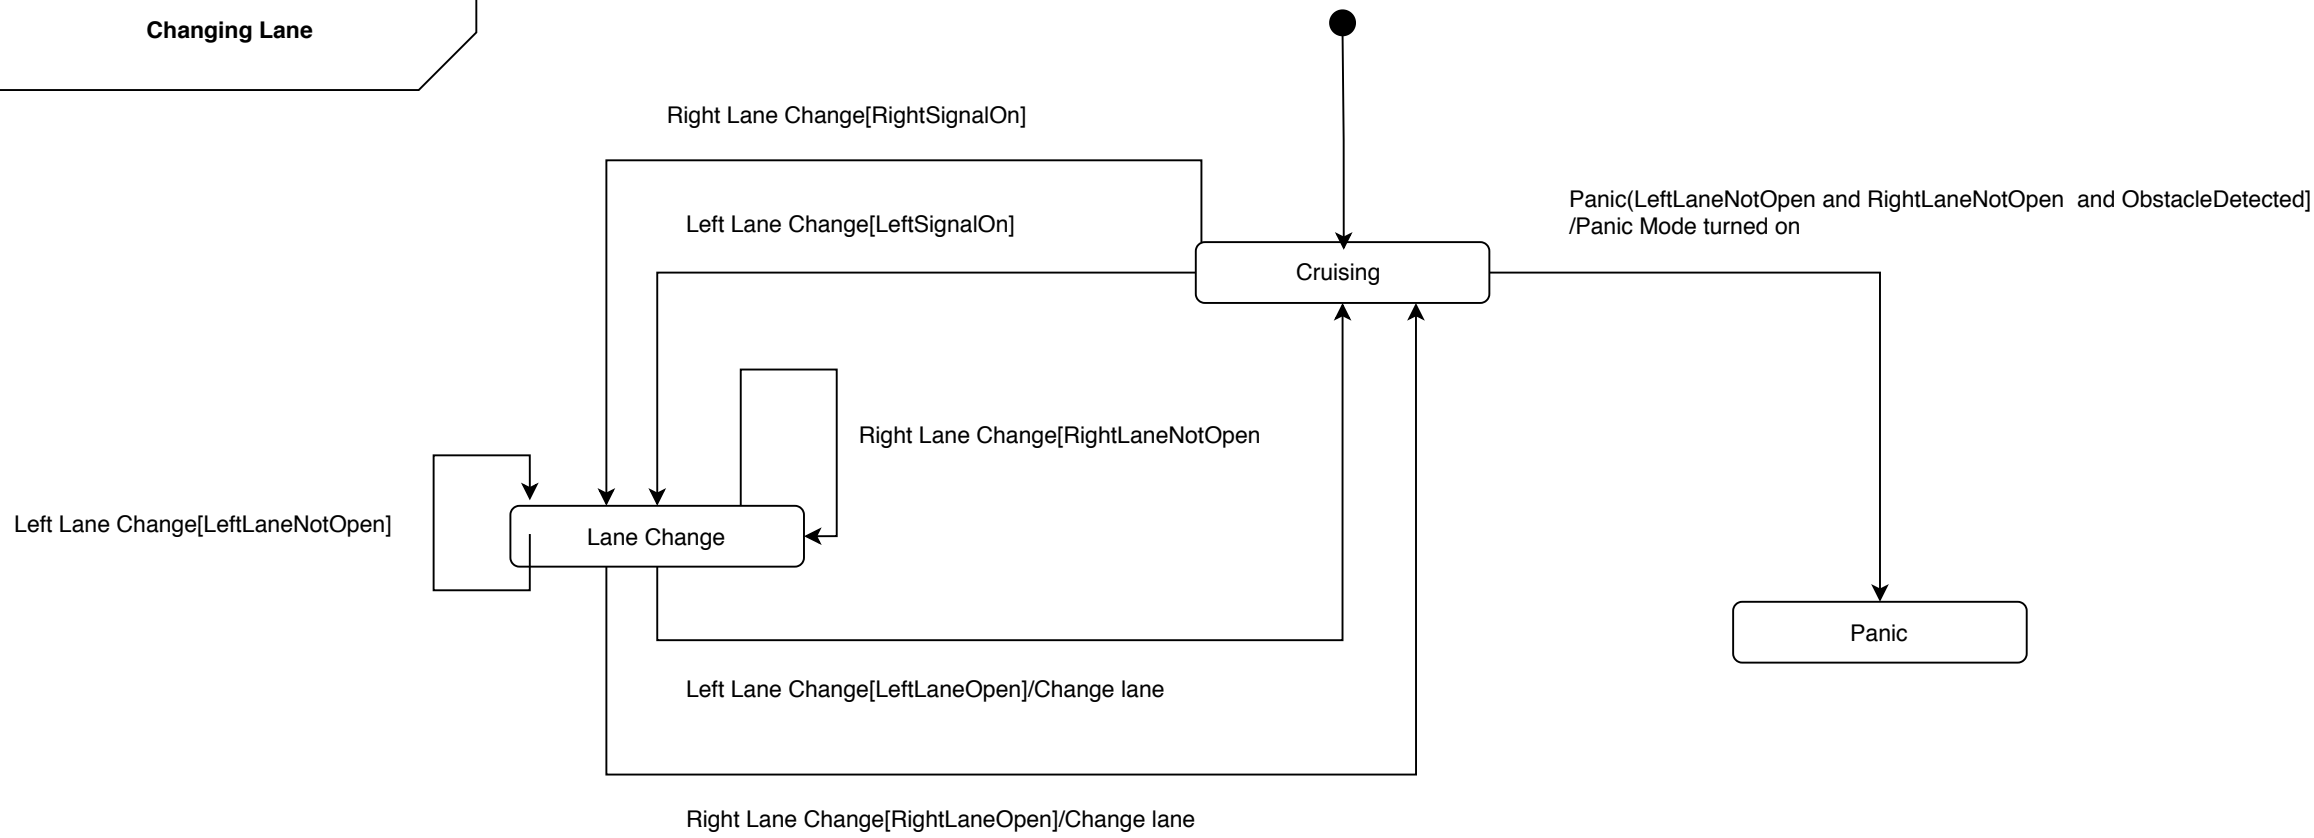 Changing Lane
Right Lane Change[RightSignalOn]
Panic(LeftLaneNotOpen and RightLaneNotOpen  and ObstacleDetected]
/Panic Mode turned on
Left Lane Change[LeftSignalOn]
Cruising
Right Lane Change[RightLaneNotOpen
Left Lane Change[LeftLaneNotOpen]
Lane Change
Panic
Left Lane Change[LeftLaneOpen]/Change lane
Right Lane Change[RightLaneOpen]/Change lane